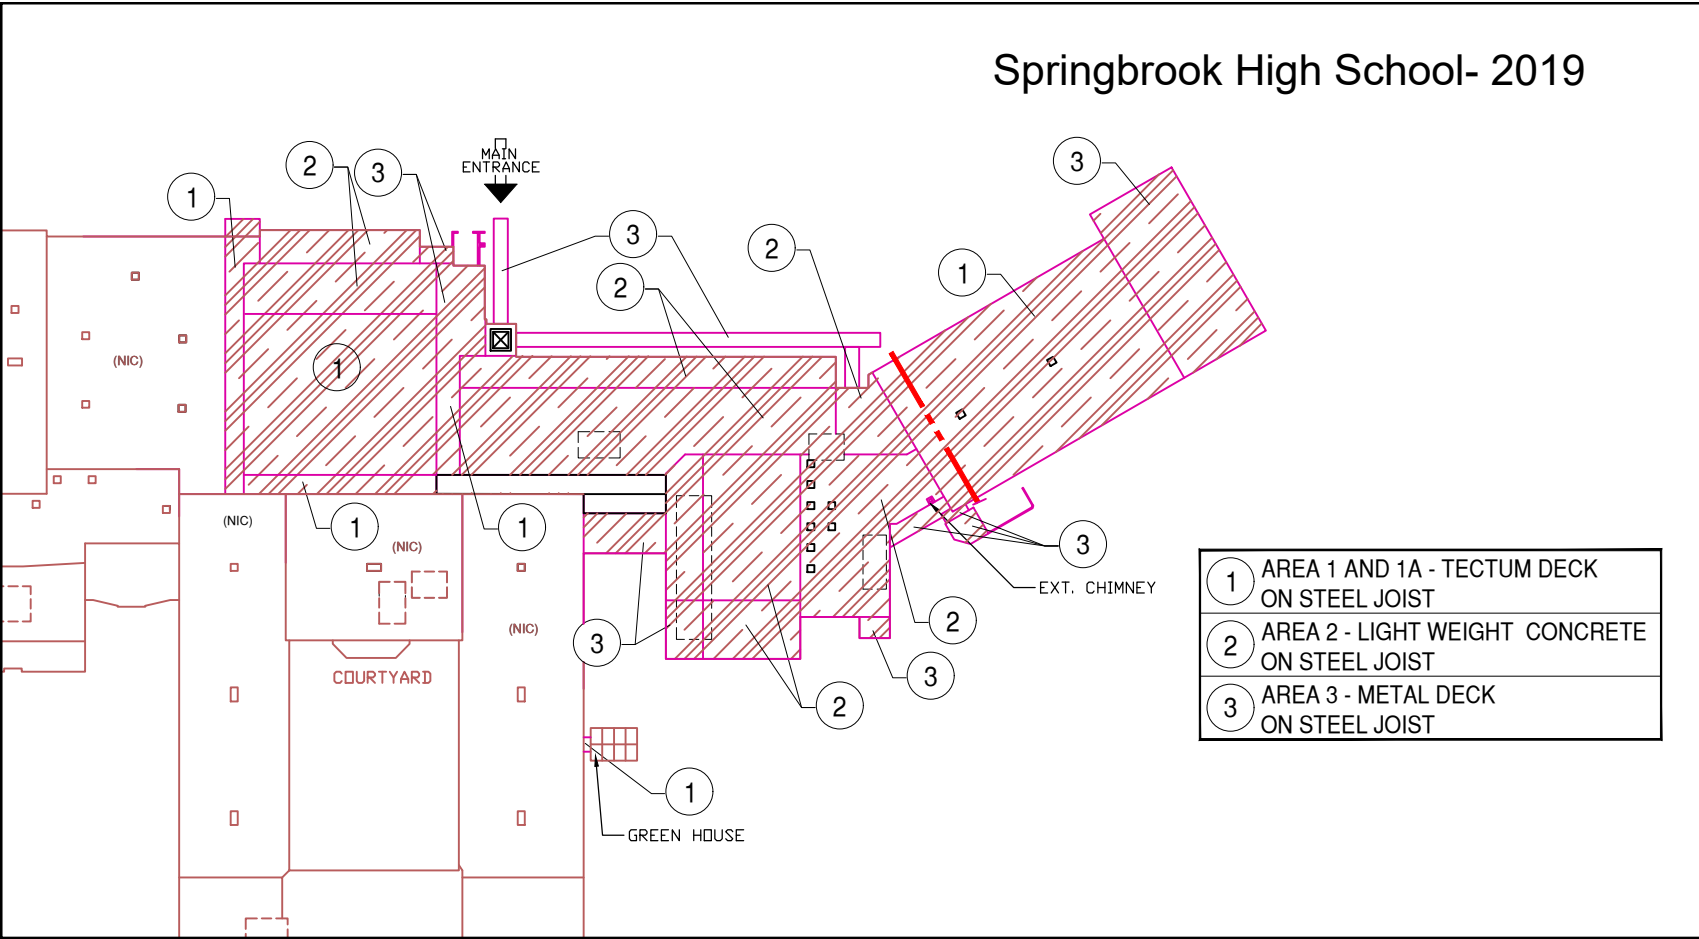 Springbrook High School- 2019
MAIN
ENTRANCE
2
3
3
1
3
2
1
2
(NIC)
1
1
1
(NIC)
(NIC)
3
EXT. CHIMNEY
2
(NIC)
3
3
COURTYARD
2
1
GREEN HOUSE
1 AREA 1 AND 1A - TECTUM DECK
ON STEEL JOIST
2 AREA 2 - LIGHT WEIGHT CONCRETE
ON STEEL JOIST
3 AREA 3 - METAL DECK
ON STEEL JOIST